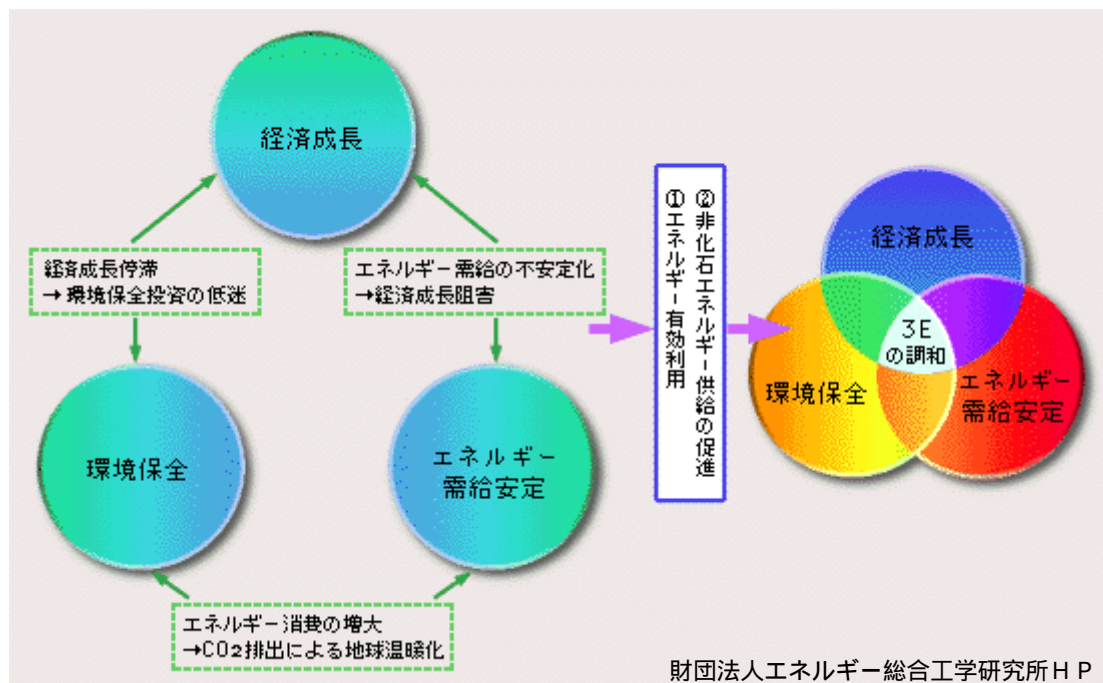 経済成長
経済成長停滞
→ 環境保全投資の低迷
エネルギー需給の不安定化
→経済成長阻害
環境保全
エネルギー
需給安定
エネルギー消費の増大
→CO2排出による地球温暖化
②非化石エネルギー供給の促進
①エネルギー有効利用
経済成長
3E
の調和
環境保全
エネルギー
需給安定
財団法人エネルギー総合工学研究所HP